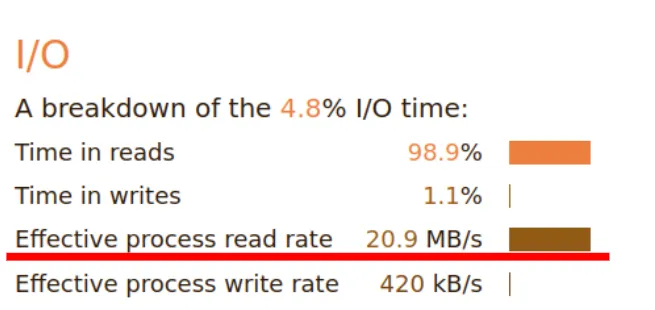 I/O
A breakdown of the 4.8% I/O time:
Time in reads 98.9%
Time in writes 1.1%
Effective process read rate 20.9 MB/s
Effective process write rate 420 kB/s